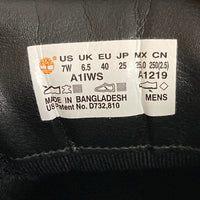 US UK EU JP MX CN
7W 6.5 40 25 25.0 250(2.5)
A1IWS A1219
MADE IN BANGLADESH
US Patent No. D732,810 MENS